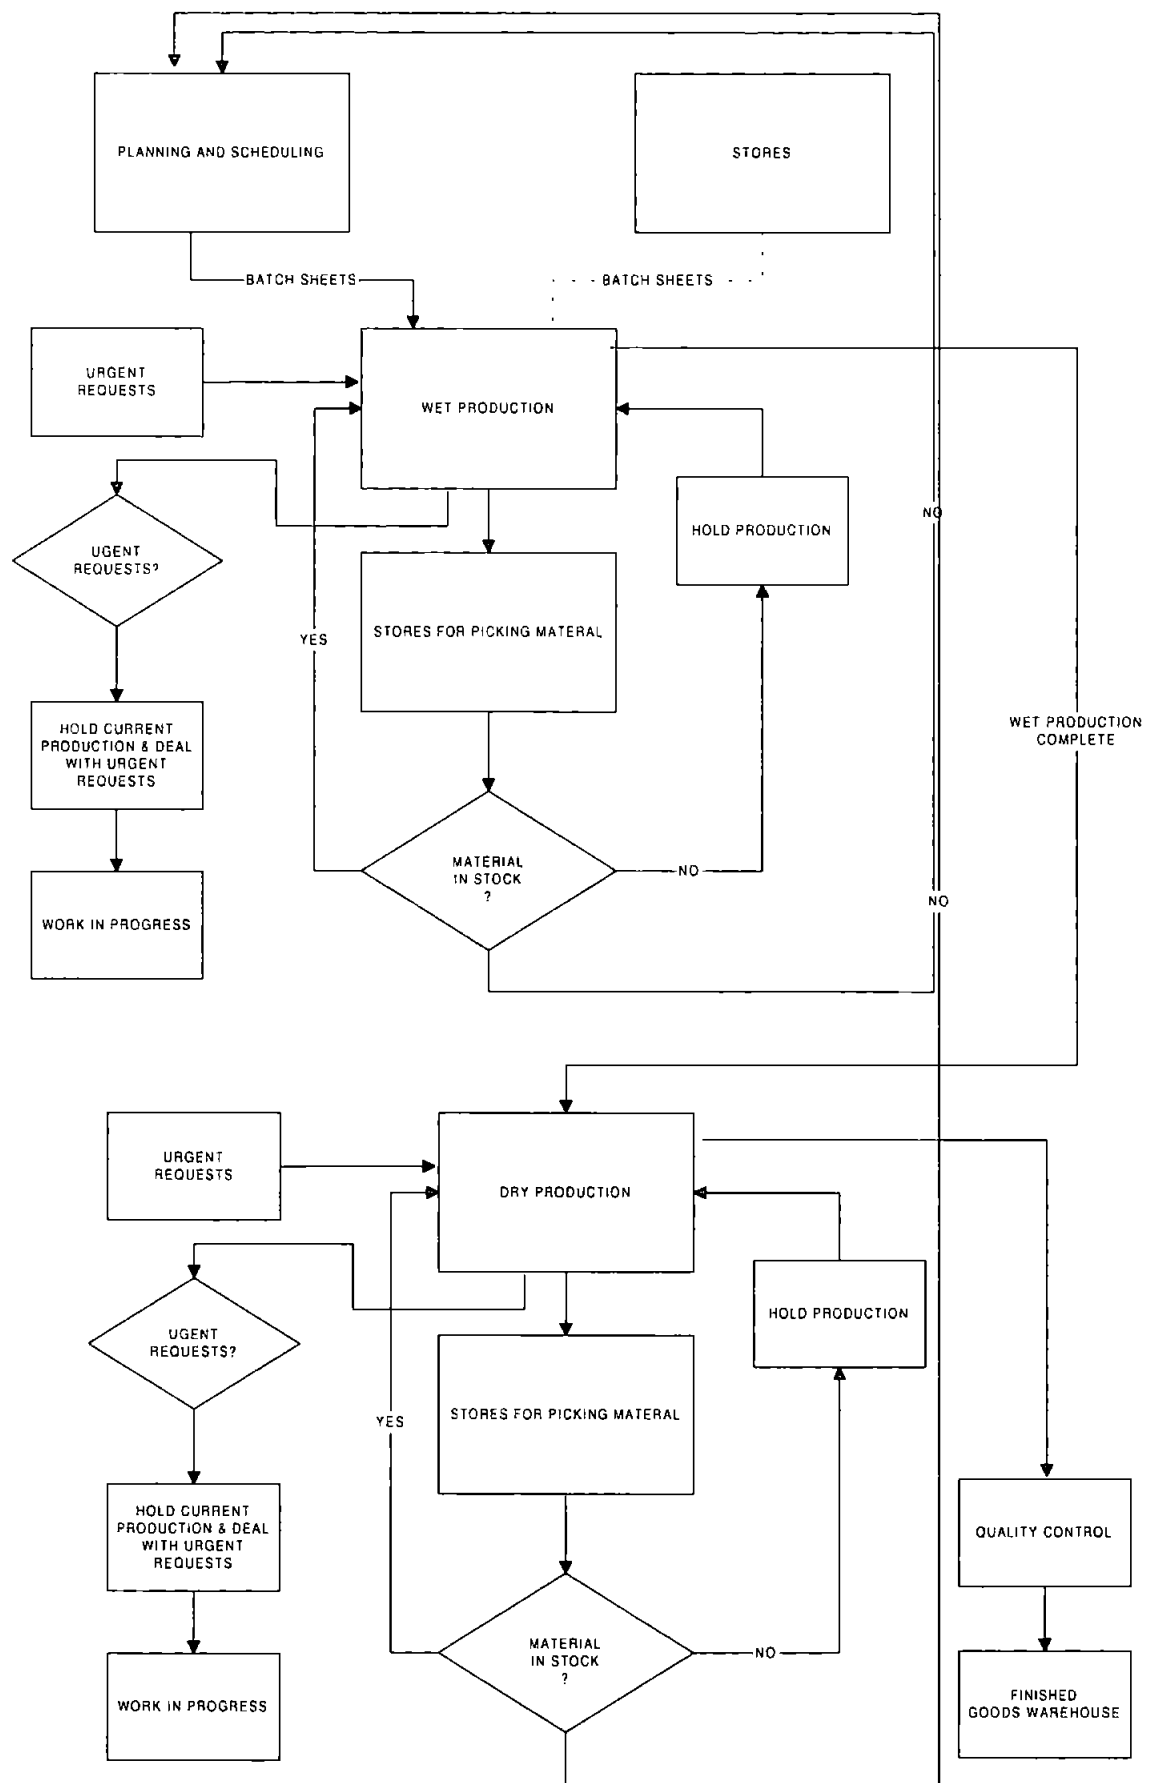 PLANNING AND SCHEDULING
STORES
BATCH SHEETS
BATCH SHEETS
URGENT
REQUESTS
WET PRODUCTION
NO
HOLD PRODUCTION
UGENT
REQUESTS?
STORES FOR PICKING MATERAL
YES
HOLD CURRENT
PRODUCTION & DEAL
WITH URGENT
REQUESTS
WET PRODUCTION
COMPLETE
MATERIAL
IN STOCK
?
NO
NO
WORK IN PROGRESS
URGENT
REQUESTS
DRY PRODUCTION
HOLD PRODUCTION
UGENT
REQUESTS?
STORES FOR PICKING MATERAL
YES
HOLD CURRENT
PRODUCTION & DEAL
WITH URGENT
REQUESTS
QUALITY CONTROL
MATERIAL
IN STOCK
?
NO
WORK IN PROGRESS
FINISHED
GOODS WAREHOUSE